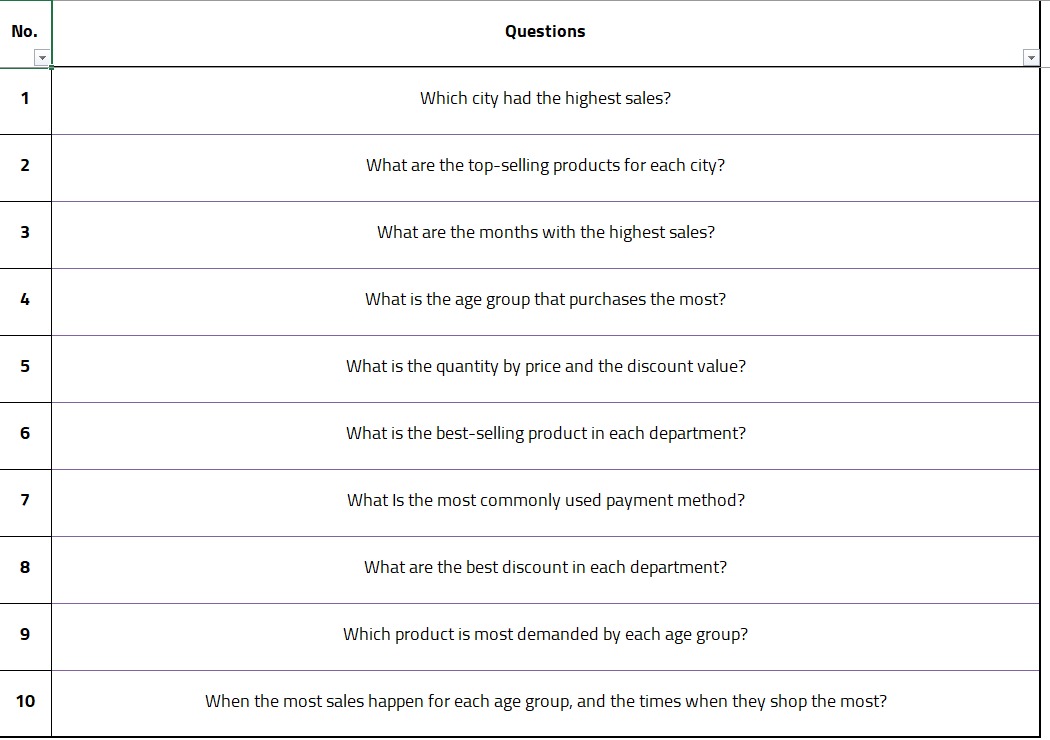 No. Questions
1 Which city had the highest sales?
2 What are the top-selling products for each city?
3 What are the months with the highest sales?
4 What is the age group that purchases the most?
5 What is the quantity by price and the discount value?
6 What is the best-selling product in each department?
7 What Is the most commonly used payment method?
8 What are the best discount in each department?
9 Which product is most demanded by each age group?
10 When the most sales happen for each age group, and the times when they shop the most?